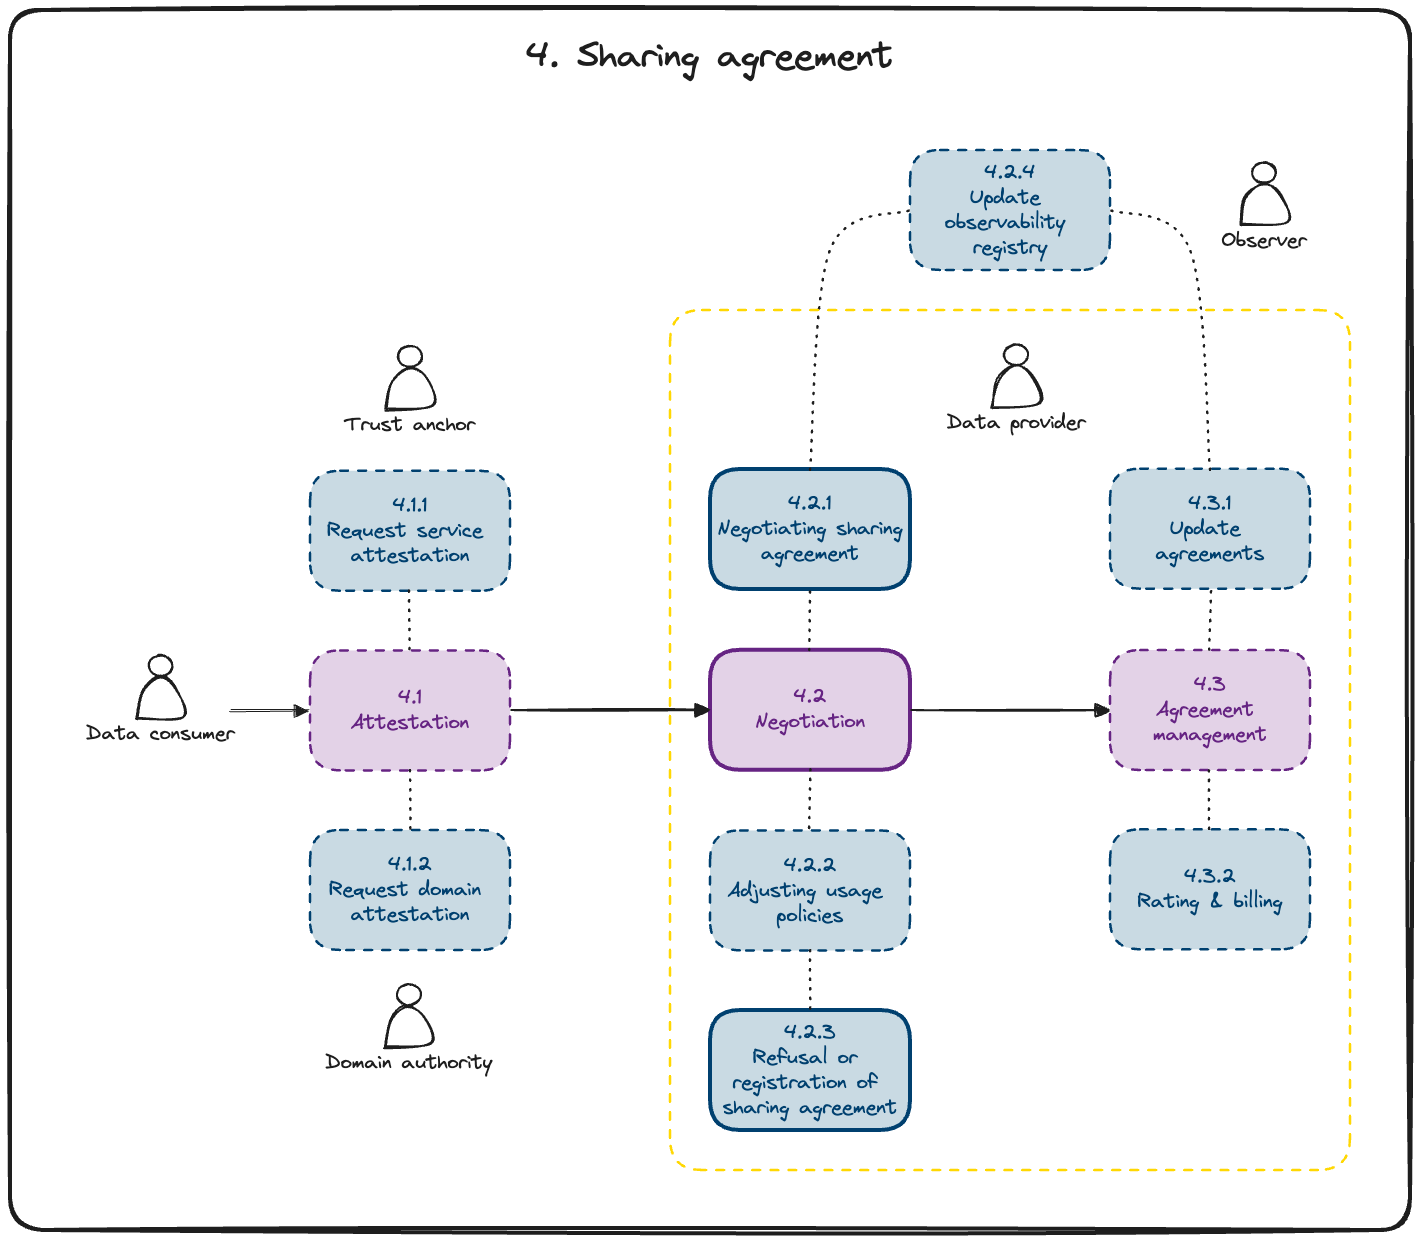 4. Sharing agreement
4.2.4
Update
observability
registry
Observer
Trust anchor
Data provider
4.1.1
Request service
attestation
4.2.1
Negotiating sharing
agreement
4.3.1
Update
agreements
Data consumer
4.1
Attestation
4.2
Negotiation
4.3
Agreement
management
4.1.2
Request domain
attestation
4.2.2
Adjusting usage
policies
4.3.2
Rating & billing
Domain authority
4.2.3
Refusal or
registration of
sharing agreement